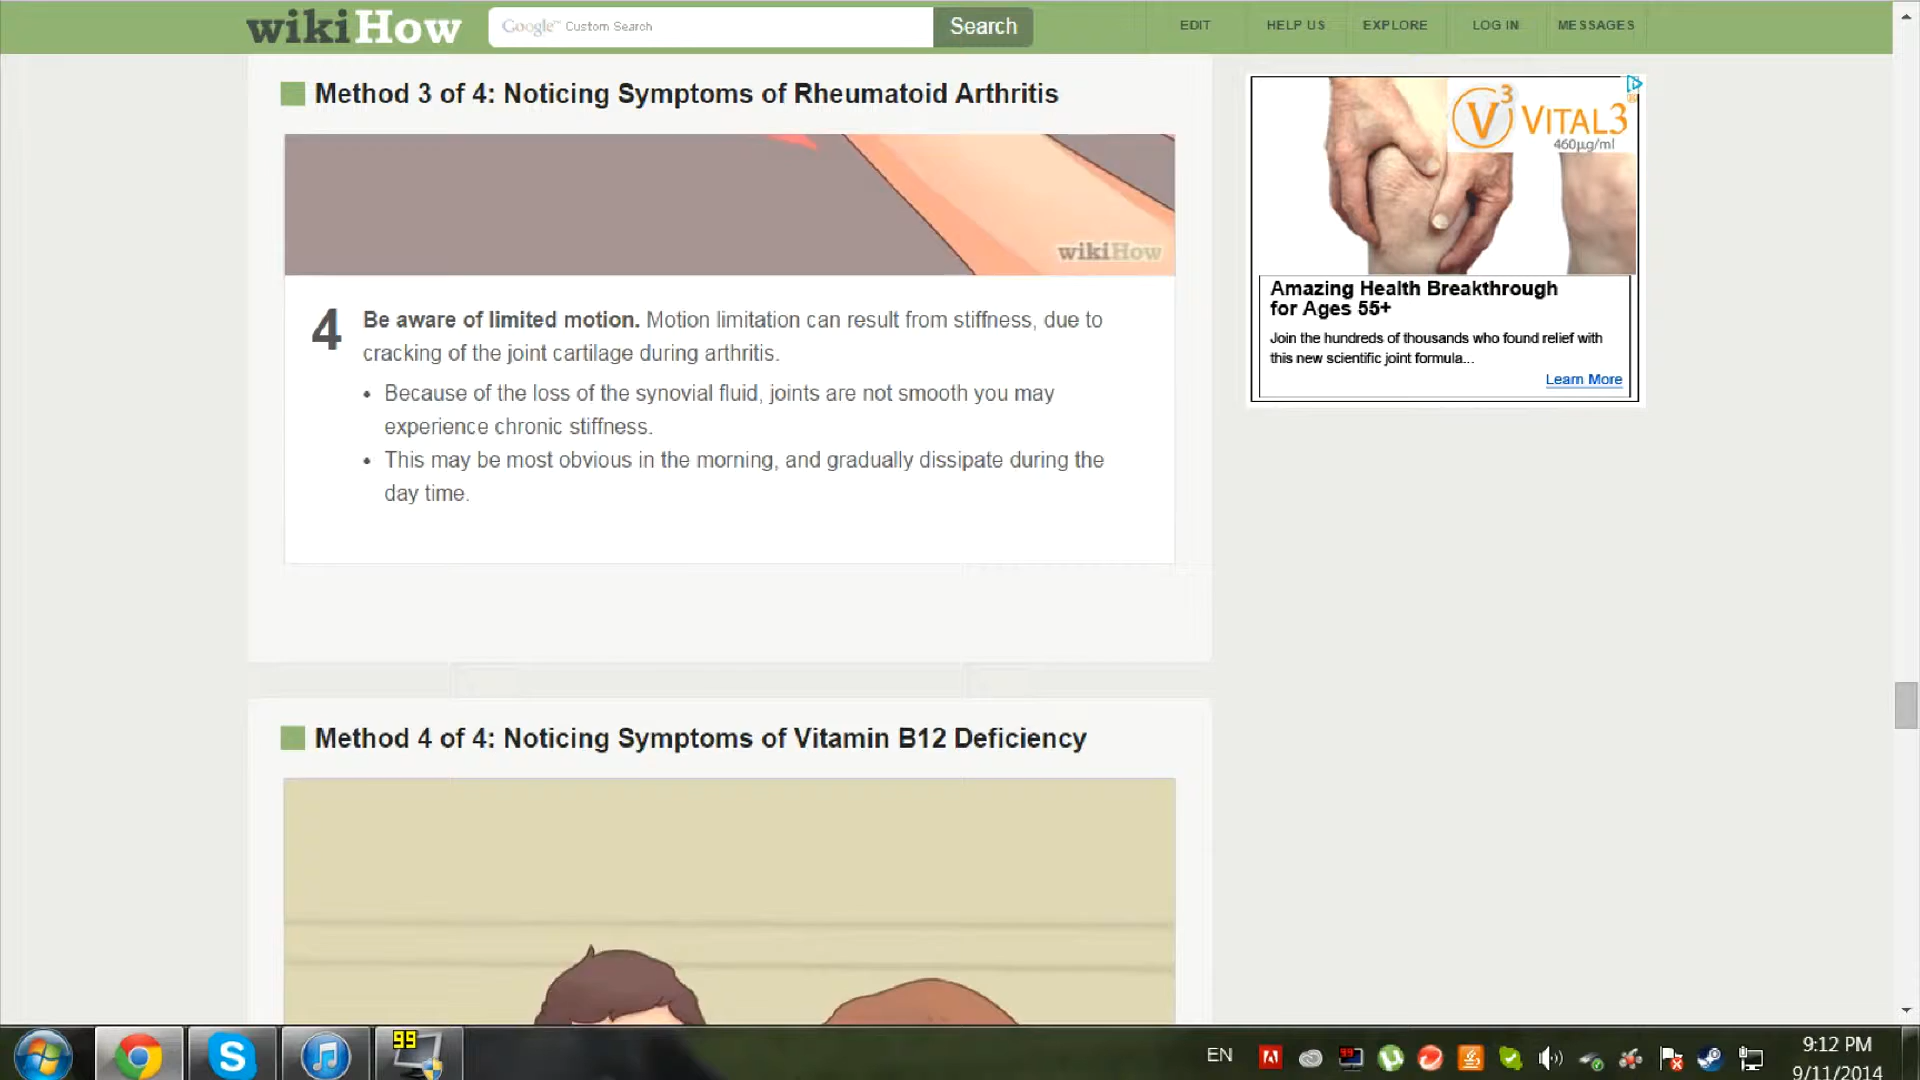 wikiHow
Google™ Custom Search
Search
EDIT
HELP US
EXPLORE
LOG IN
MESSAGES
Method 3 of 4: Noticing Symptoms of Rheumatoid Arthritis
wikiHow
4
Be aware of limited motion. Motion limitation can result from stiffness, due to
cracking of the joint cartilage during arthritis.
• Because of the loss of the synovial fluid, joints are not smooth you may
experience chronic stiffness.
• This may be most obvious in the morning, and gradually dissipate during the
day time.
V3 VITAL3
460µg/ml
Amazing Health Breakthrough
for Ages 55+
Join the hundreds of thousands who found relief with
this new scientific joint formula...
Learn More
Method 4 of 4: Noticing Symptoms of Vitamin B12 Deficiency
99
EN
99
9:12 PM
9/11/2014